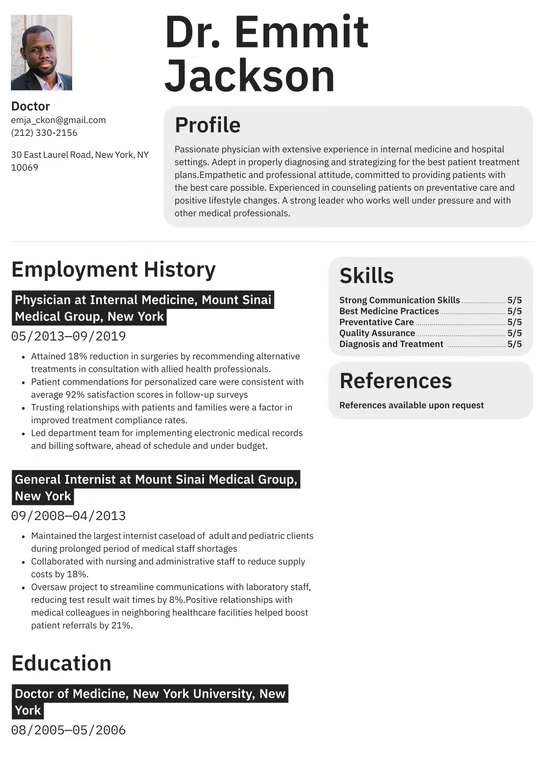 Dr. Emmit
Jackson
Doctor
emja_ckon@gmail.com
(212) 330-2156
30 East Laurel Road, New York, NY
10069
Profile
Passionate physician with extensive experience in internal medicine and hospital
settings. Adept in properly diagnosing and strategizing for the best patient treatment
plans.Empathetic and professional attitude, committed to providing patients with
the best care possible. Experienced in counseling patients on preventative care and
positive lifestyle changes. A strong leader who works well under pressure and with
other medical professionals.
Employment History
Physician at Internal Medicine, Mount Sinai
Medical Group, New York
05/2013—09/2019
• Attained 18% reduction in surgeries by recommending alternative
treatments in consultation with allied health professionals.
• Patient commendations for personalized care were consistent with
average 92% satisfaction scores in follow-up surveys
• Trusting relationships with patients and families were a factor in
improved treatment compliance rates.
• Led department team for implementing electronic medical records
and billing software, ahead of schedule and under budget.
General Internist at Mount Sinai Medical Group,
New York
09/2008—04/2013
• Maintained the largest internist caseload of adult and pediatric clients
during prolonged period of medical staff shortages
• Collaborated with nursing and administrative staff to reduce supply
costs by 18%.
• Oversaw project to streamline communications with laboratory staff,
reducing test result wait times by 8%.Positive relationships with
medical colleagues in neighboring healthcare facilities helped boost
patient referrals by 21%.
Education
Doctor of Medicine, New York University, New
York
08/2005—05/2006
Skills
Strong Communication Skills 5/5
Best Medicine Practices 5/5
Preventative Care 5/5
Quality Assurance 5/5
Diagnosis and Treatment 5/5
References
References available upon request